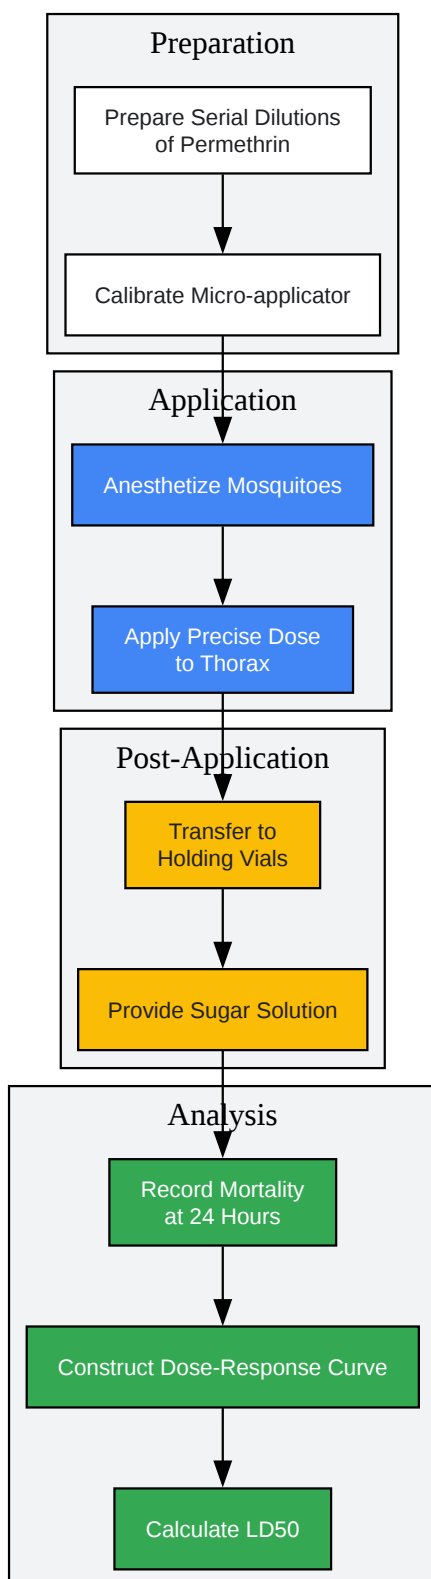 Preparation
Prepare Serial Dilutions
of Permethrin
Calibrate Micro-applicator
Application
Anesthetize Mosquitoes
Apply Precise Dose
to Thorax
Post-Application
Transfer to
Holding Vials
Provide Sugar Solution
Analysis
Record Mortality
at 24 Hours
Construct Dose-Response Curve
Calculate LD50